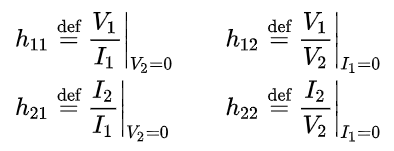 h₁₁ ≝ V₁/I₁ |_{V₂=0}    h₁₂ ≝ V₁/V₂ |_{I₁=0}
h₂₁ ≝ I₂/I₁ |_{V₂=0}    h₂₂ ≝ I₂/V₂ |_{I₁=0}